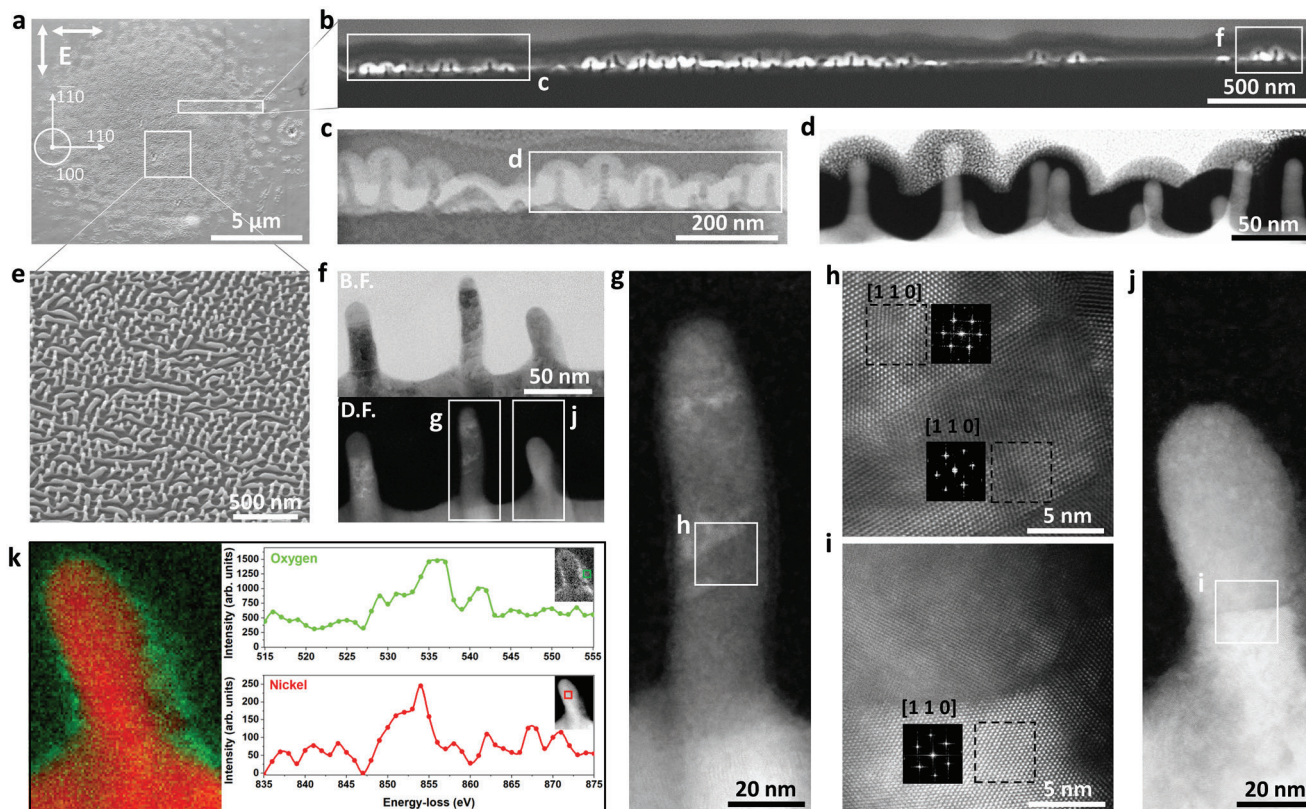 a
E
1̄10
110
100
5 µm
b
c
f
500 nm
c
d
200 nm
d
50 nm
e
500 nm
f
B.F.
50 nm
D.F.
g
j
g
h
20 nm
h
[1 1 0]
[1 1 0]
5 nm
i
[1 1 0]
5 nm
j
i
20 nm
k
Oxygen
Intensity (arb. units)
1500
1250
1000
750
500
250
0
515 520 525 530 535 540 545 550 555
Nickel
Intensity (arb. units)
250
200
150
100
50
0
835 840 845 850 855 860 865 870 875
Energy-loss (eV)